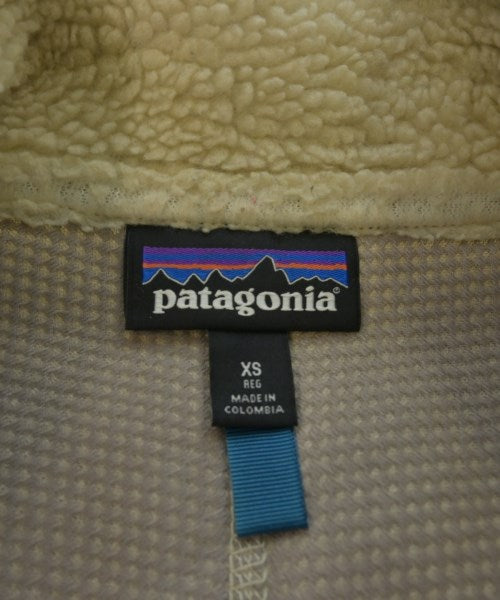 patagonia®
XS
REG
MADE IN
COLOMBIA